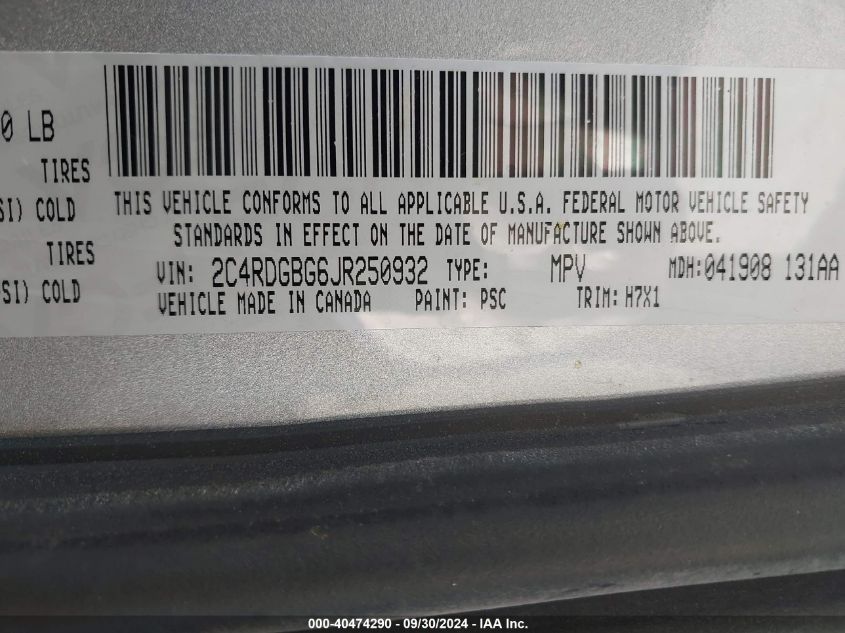 0 LB
TIRES
SI) COLD
TIRES
SI) COLD
THIS VEHICLE CONFORMS TO ALL APPLICABLE U.S.A. FEDERAL MOTOR VEHICLE SAFETY
STANDARDS IN EFFECT ON THE DATE OF MANUFACTURE SHOWN ABOVE.
VIN: 2C4RDGBG6JR250932 TYPE: MPV MDH:041908 131AA
VEHICLE MADE IN CANADA PAINT: PSC TRIM: H7X1
000-40474290 - 09/30/2024 - IAA Inc.